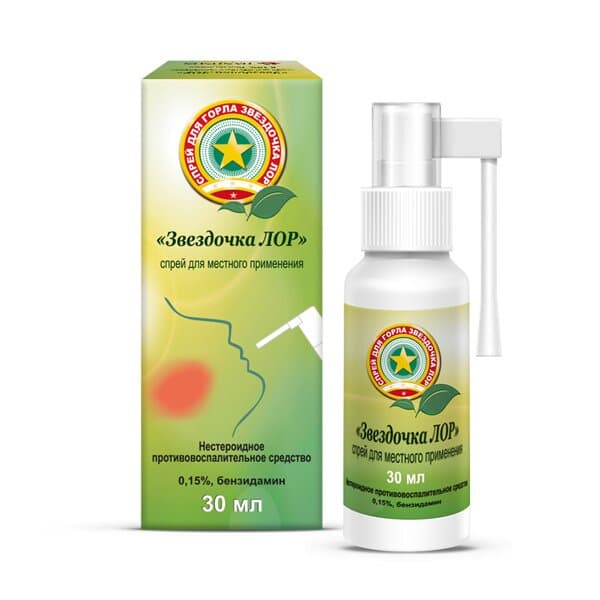 СПРЕЙ ДЛЯ ГОРЛА ЗВЕЗДОЧКА ЛОР
«Звездочка ЛОР»
спрей для местного применения
Нестероидное
противовоспалительное средство
0,15%, бензидамин
30 мл
СПРЕЙ ДЛЯ ГОРЛА ЗВЕЗДОЧКА ЛОР
«Звездочка ЛОР»
спрей для местного применения
30 мл
Нестероидное противовоспалительное средство
0,15%, бензидамин